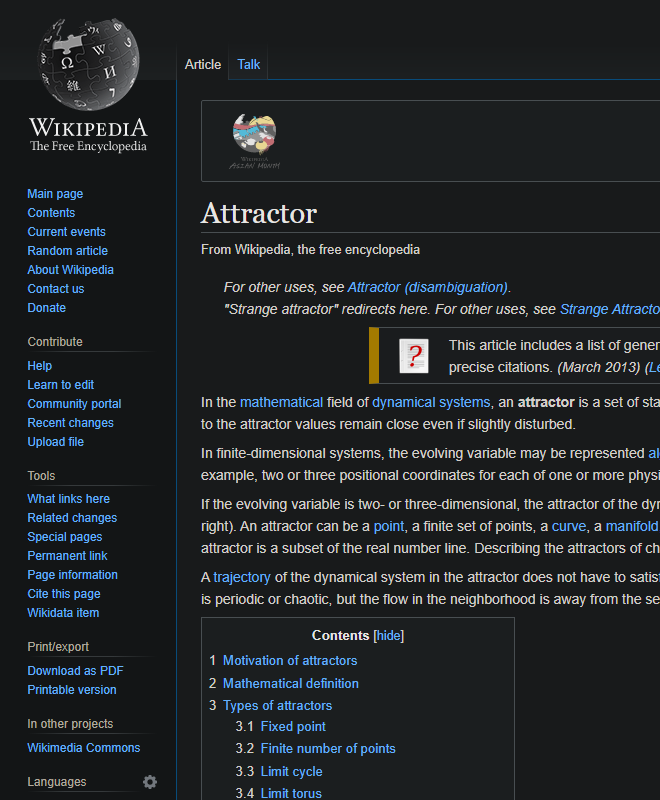 WIKIPEDIA
The Free Encyclopedia
Main page
Contents
Current events
Random article
About Wikipedia
Contact us
Donate
Contribute
Help
Learn to edit
Community portal
Recent changes
Upload file
Tools
What links here
Related changes
Special pages
Permanent link
Page information
Cite this page
Wikidata item
Print/export
Download as PDF
Printable version
In other projects
Wikimedia Commons
Languages
Article Talk
WIKIPEDIA
ASIAN MONTH
Attractor
From Wikipedia, the free encyclopedia
For other uses, see Attractor (disambiguation).
"Strange attractor" redirects here. For other uses, see Strange Attracto
This article includes a list of gener
precise citations. (March 2013) (Le
In the mathematical field of dynamical systems, an attractor is a set of sta
to the attractor values remain close even if slightly disturbed.
In finite-dimensional systems, the evolving variable may be represented al
example, two or three positional coordinates for each of one or more physi
If the evolving variable is two- or three-dimensional, the attractor of the dyn
right). An attractor can be a point, a finite set of points, a curve, a manifold
attractor is a subset of the real number line. Describing the attractors of ch
A trajectory of the dynamical system in the attractor does not have to satisf
is periodic or chaotic, but the flow in the neighborhood is away from the se
Contents [hide]
1 Motivation of attractors
2 Mathematical definition
3 Types of attractors
3.1 Fixed point
3.2 Finite number of points
3.3 Limit cycle
3.4 Limit torus